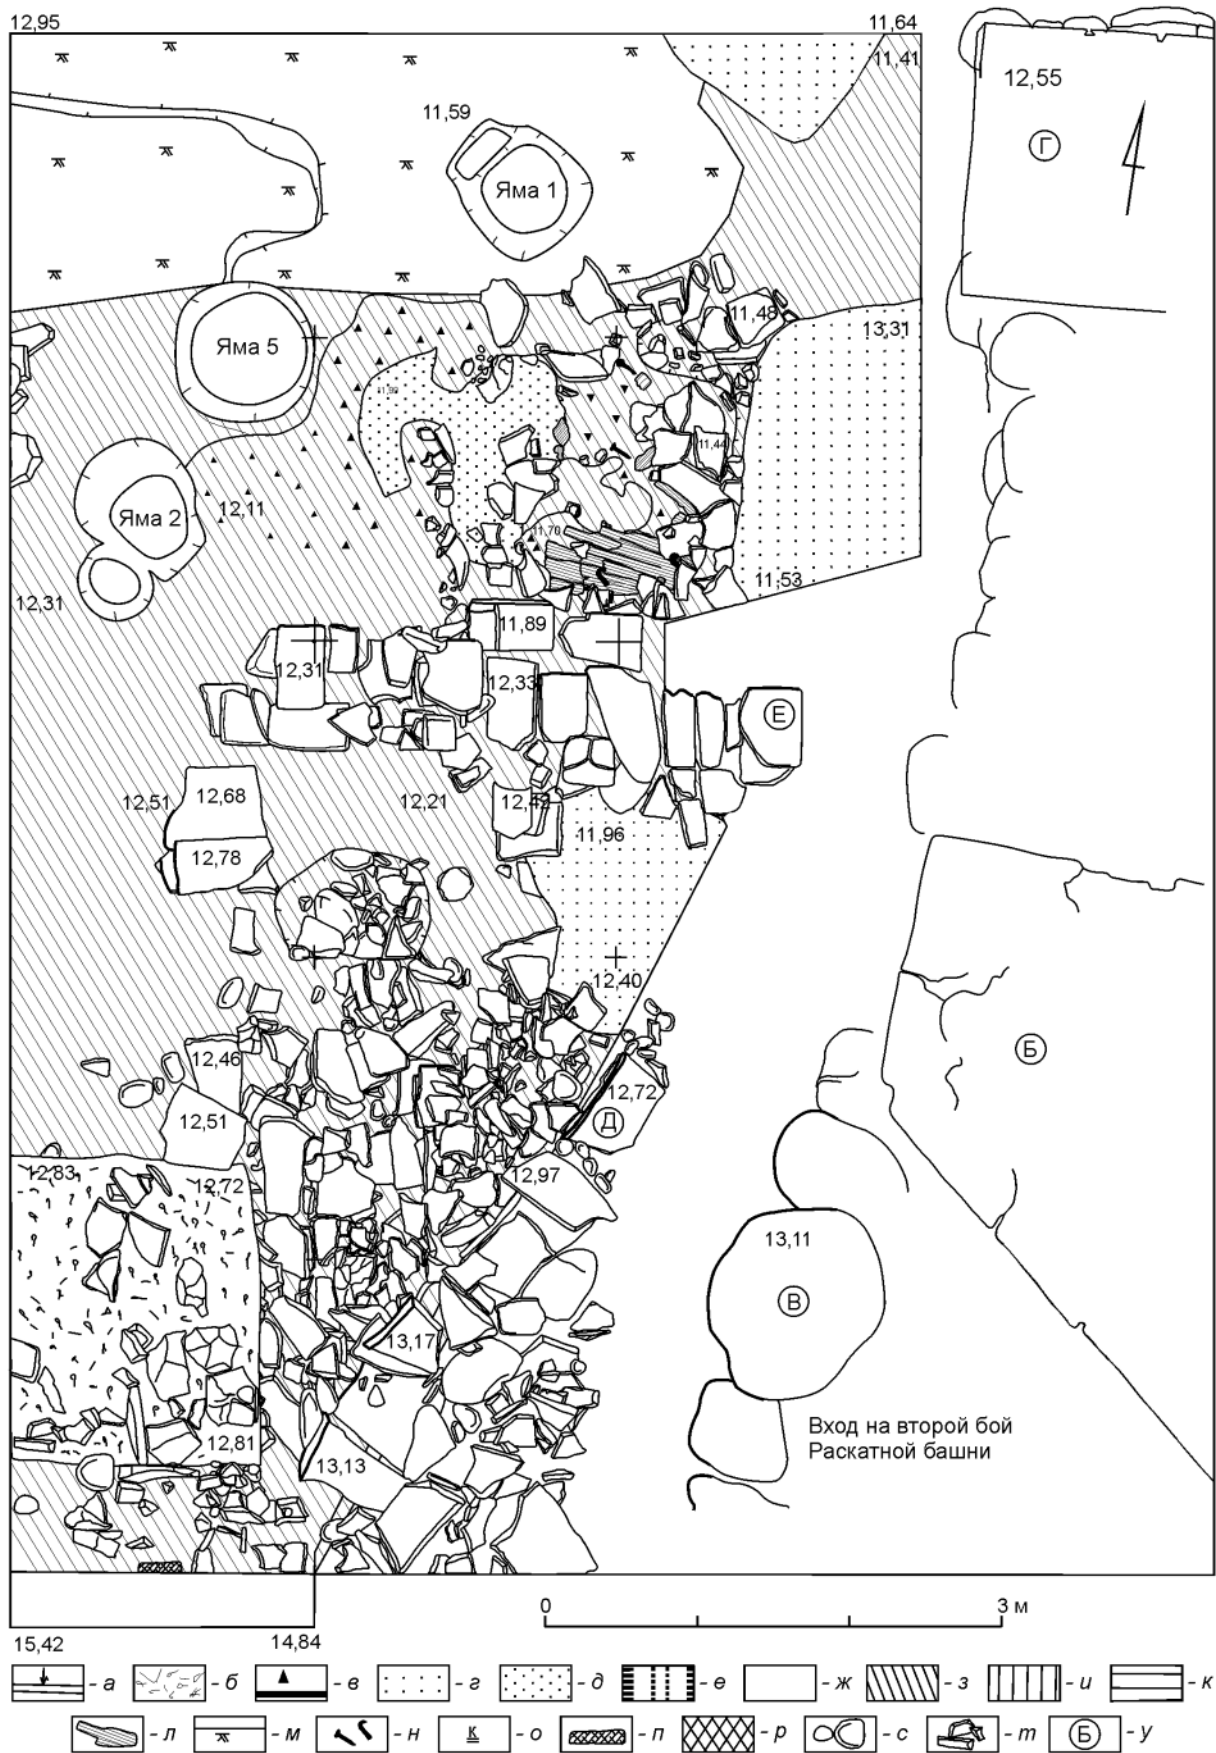 12,95
11,64
11,41
12,55
Г
11,59
Яма 1
11,48
13,31
Яма 5
11,99
11,44
Яма 2
12,11
11,70
11,53
12,31
11,89
12,31
12,33
Е
12,51
12,68
12,21
12,42
11,96
12,78
12,40
12,46
Б
12,72
12,51
Д
12,83
12,72
12,97
13,11
В
13,17
12,81
13,13
Вход на второй бой
Раскатной башни
0
3 м
15,42
14,84
- а
- б
- в
- г
- д
- е
- ж
- з
- и
- к
- л
- м
- н
к
- о
- п
- р
- с
- т
Б
- у